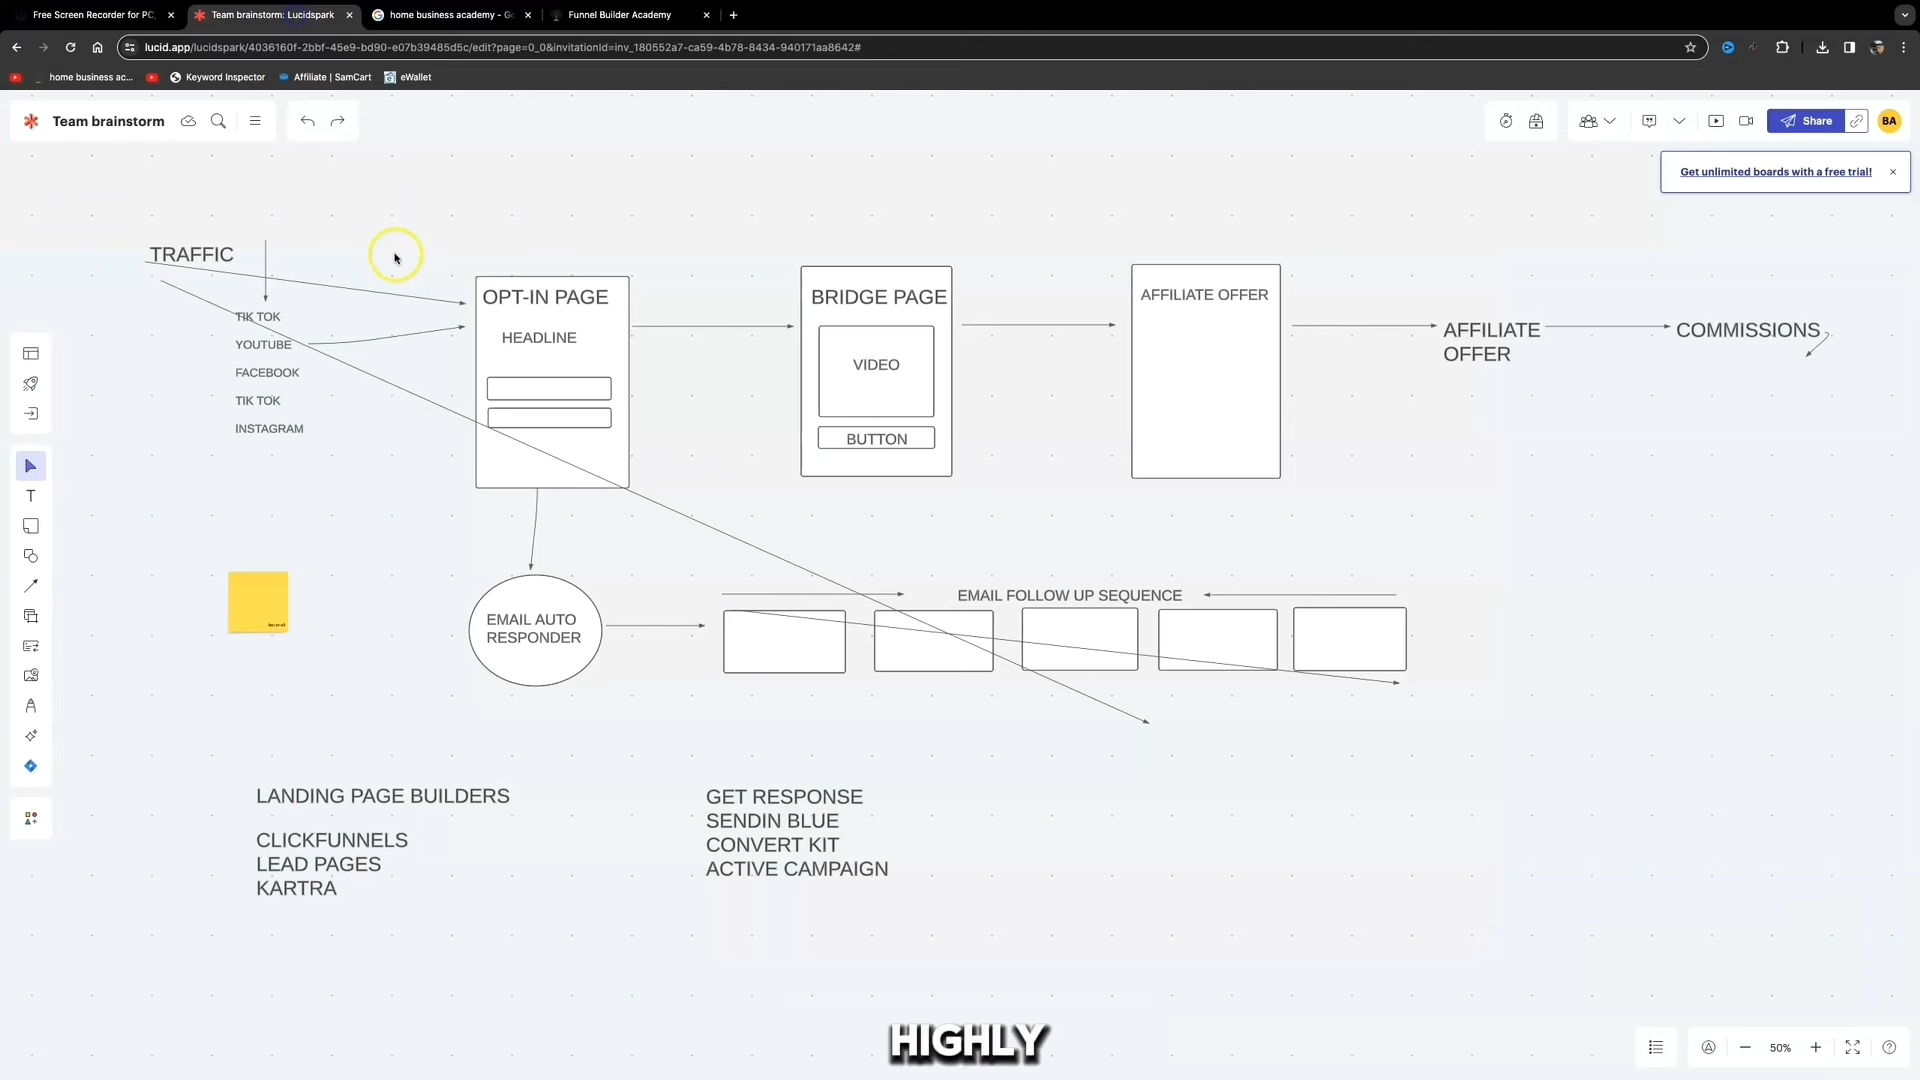 Free Screen Recorder for PC,
Team brainstorm: Lucidspark
home business academy - Go
Funnel Builder Academy
lucid.app/lucidspark/4036160f-2bbf-45e9-bd90-e07b39485d5c/edit?page=0_0&invitationId=inv_180552a7-ca59-4b78-8434-940171aa8642#
home business ac...
Keyword Inspector
Affiliate | SamCart
eWallet
Team brainstorm
Share
BA
Get unlimited boards with a free trial!
TRAFFIC
TIK TOK
YOUTUBE
FACEBOOK
TIK TOK
INSTAGRAM
OPT-IN PAGE
HEADLINE
BRIDGE PAGE
VIDEO
BUTTON
AFFILIATE OFFER
AFFILIATE
OFFER
COMMISSIONS
EMAIL AUTO
RESPONDER
EMAIL FOLLOW UP SEQUENCE
LANDING PAGE BUILDERS
CLICKFUNNELS
LEAD PAGES
KARTRA
GET RESPONSE
SENDIN BLUE
CONVERT KIT
ACTIVE CAMPAIGN
HIGHLY
50%